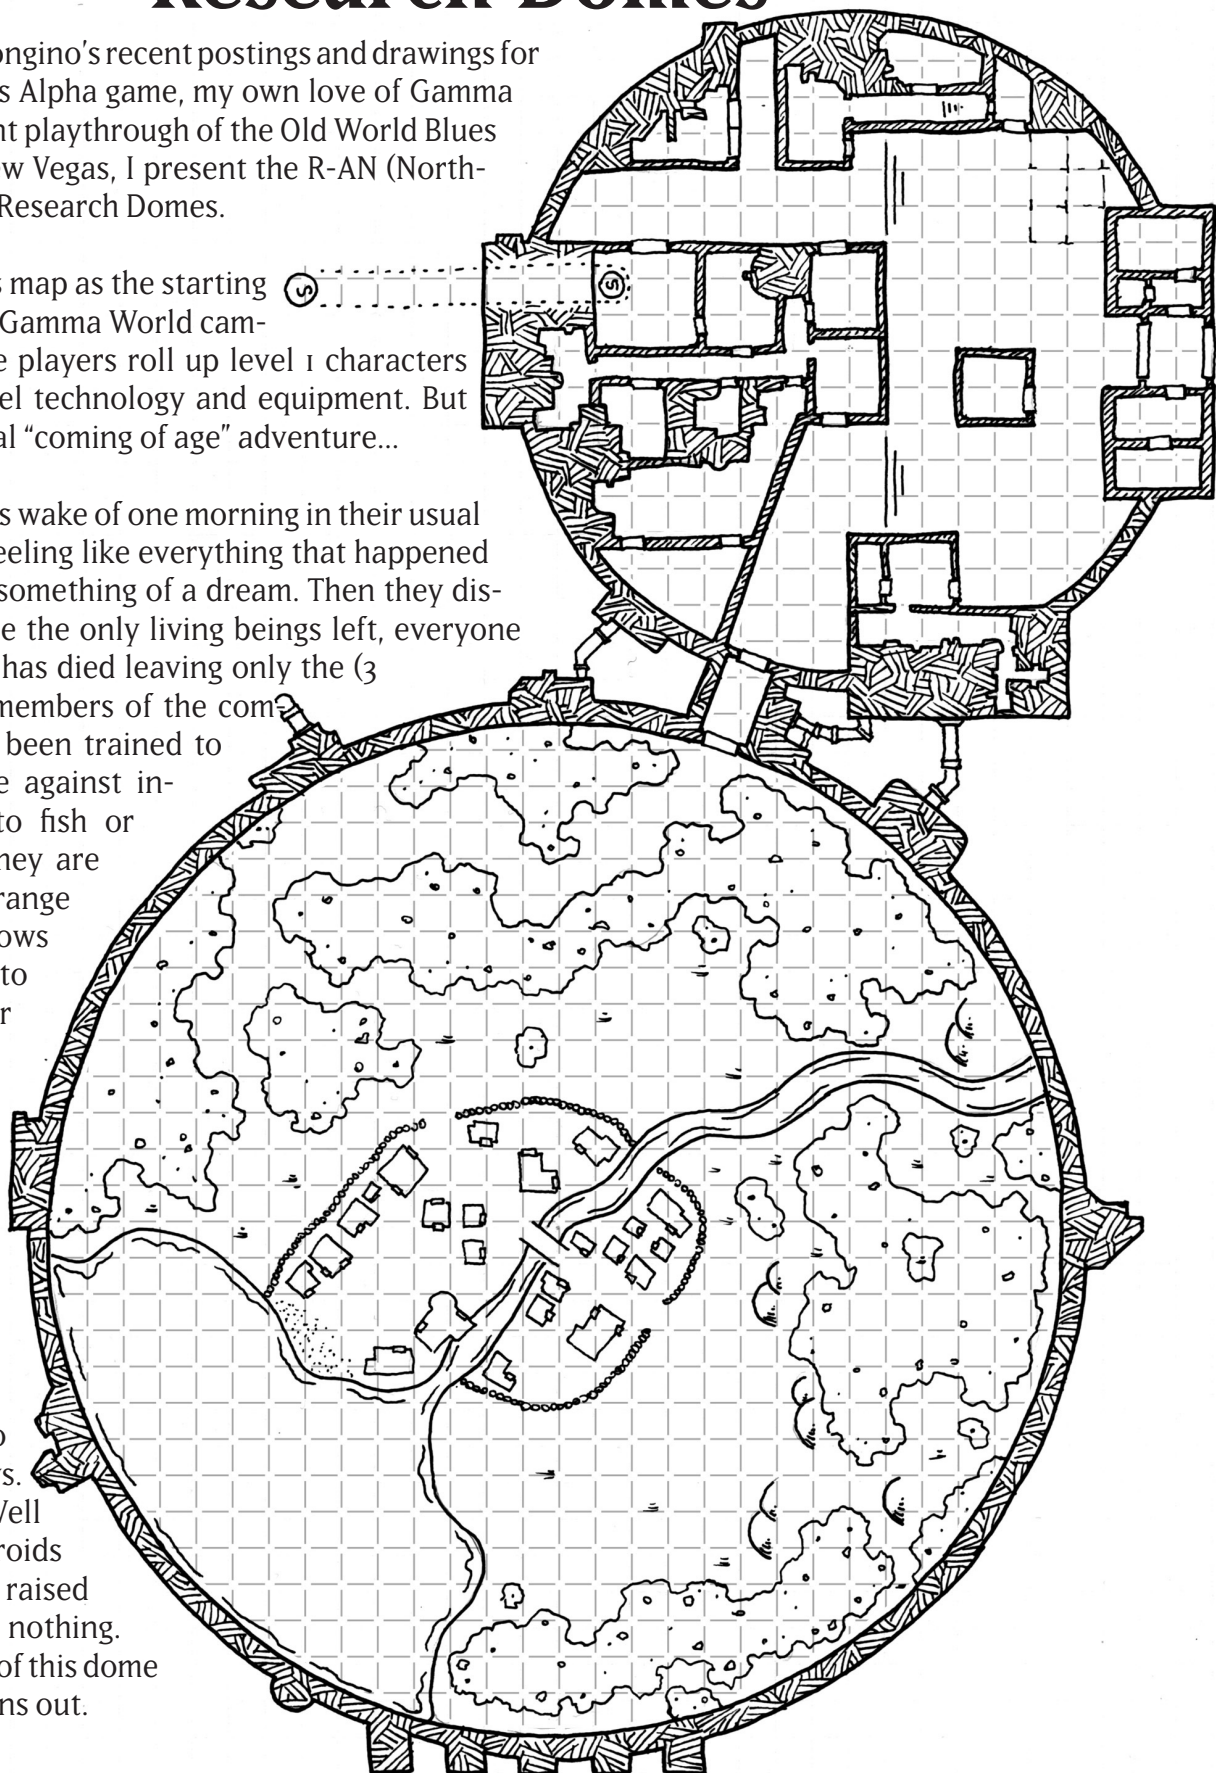 Research Domes
ongino’s recent postings and drawings for
s Alpha game, my own love of Gamma
nt playthrough of the Old World Blues
ew Vegas, I present the R-AN (North-
Research Domes.
s map as the starting
Gamma World cam-
e players roll up level 1 characters
el technology and equipment. But
al “coming of age” adventure...
s wake of one morning in their usual
eeling like everything that happened
something of a dream. Then they dis-
e the only living beings left, everyone
has died leaving only the (3
members of the com
been trained to
e against in-
to fish or
hey are
range
ows
to
r
o
s.
Well
roids
raised
nothing.
of this dome
ns out.
S
S